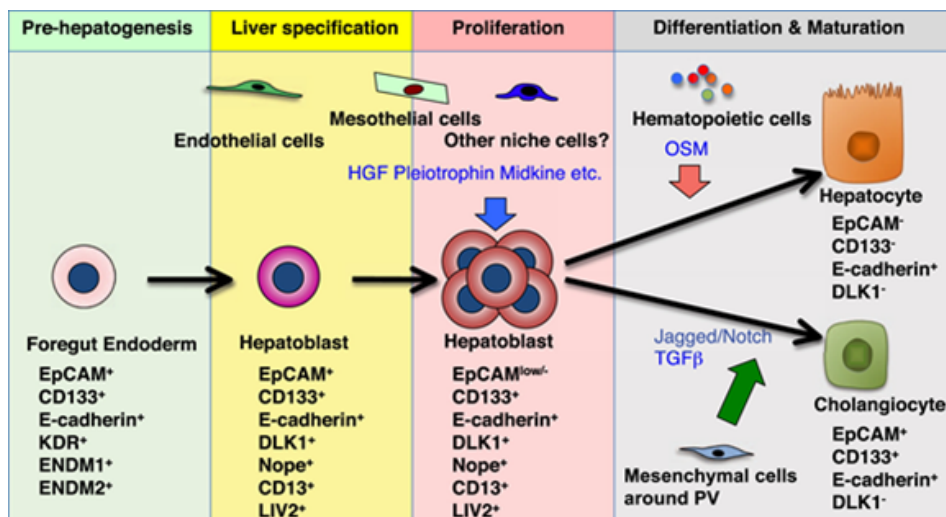 Pre-hepatogenesis
Liver specification
Proliferation
Differentiation & Maturation
Endothelial cells
Mesothelial cells
Other niche cells?
HGF Pleiotrophin Midkine etc.
Hematopoietic cells
OSM
Hepatocyte
EpCAM⁻
CD133⁻
E-cadherin⁺
DLK1⁻
Foregut Endoderm
EpCAM⁺
CD133⁺
E-cadherin⁺
KDR⁺
ENDM1⁺
ENDM2⁺
Hepatoblast
EpCAM⁺
CD133⁺
E-cadherin⁺
DLK1⁺
Nope⁺
CD13⁺
LIV2⁺
Hepatoblast
EpCAMˡᵒʷ/⁻
CD133⁺
E-cadherin⁺
DLK1⁺
Nope⁺
CD13⁺
LIV2⁺
Jagged/Notch
TGFβ
Mesenchymal cells
around PV
Cholangiocyte
EpCAM⁺
CD133⁺
E-cadherin⁺
DLK1⁻